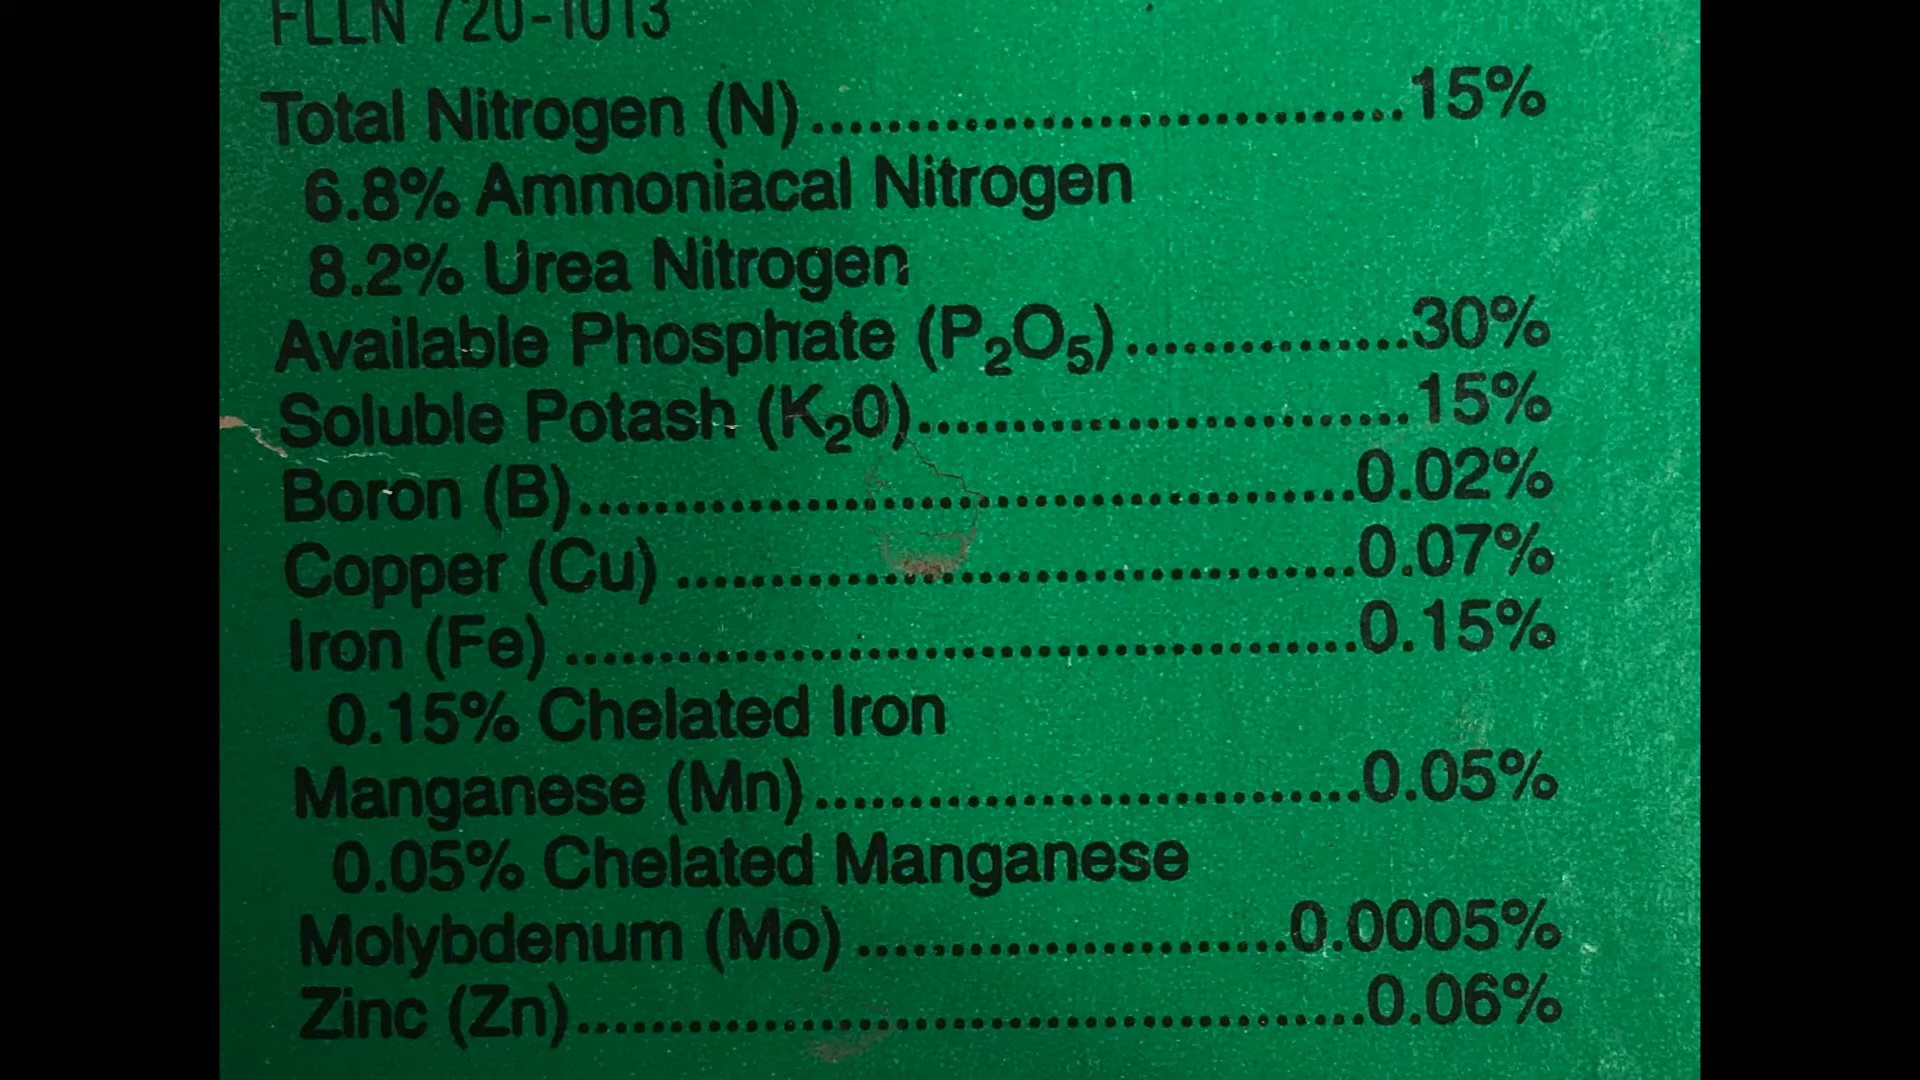 FLLN 720-1013
Total Nitrogen (N)..........................................15%
6.8% Ammoniacal Nitrogen
8.2% Urea Nitrogen
Available Phosphate (P₂O₅)....................30%
Soluble Potash (K₂0)...................................15%
Boron (B).......................................................0.02%
Copper (Cu) ................................................0.07%
Iron (Fe) ........................................................0.15%
0.15% Chelated Iron
Manganese (Mn).......................................0.05%
0.05% Chelated Manganese
Molybdenum (Mo) ..............................0.0005%
Zinc (Zn)........................................................0.06%